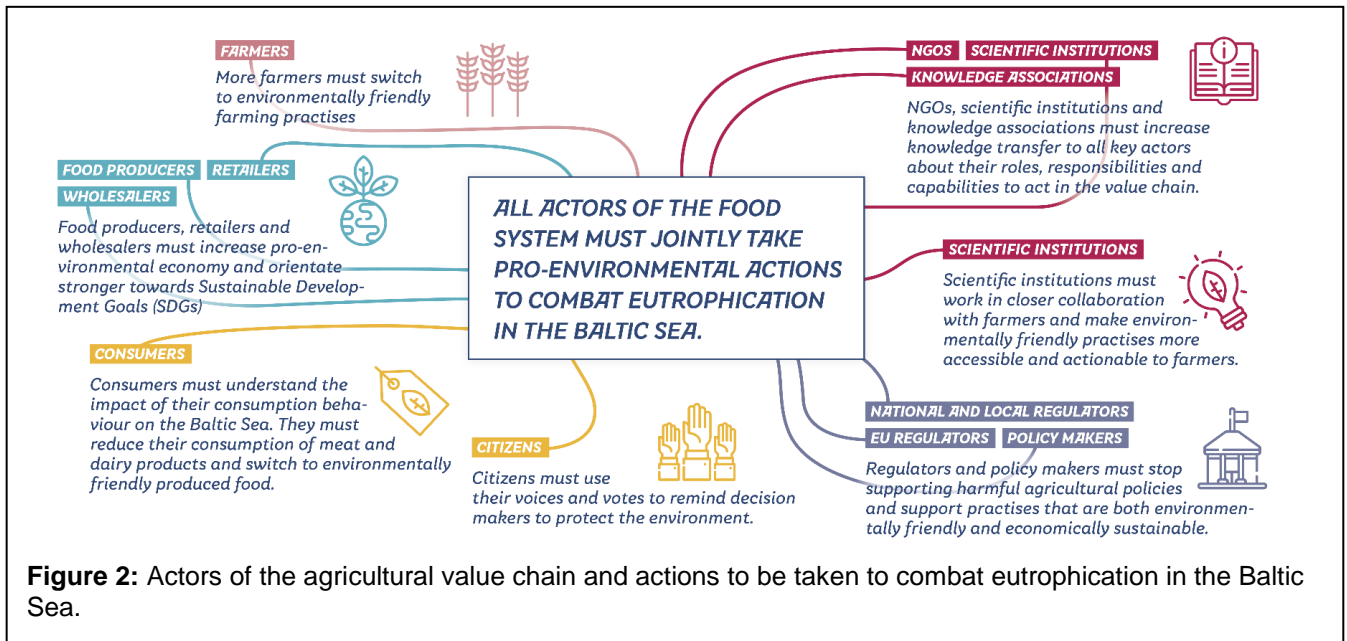 FARMERS
More farmers must switch
to environmentally friendly
farming practises
FOOD PRODUCERS RETAILERS
WHOLESALERS
Food producers, retailers and
wholesalers must increase pro-en-
vironmental economy and orientate
stronger towards Sustainable Develop-
ment Goals (SDGs)
CONSUMERS
Consumers must understand the
impact of their consumption beha-
viour on the Baltic Sea. They must
reduce their consumption of meat and
dairy products and switch to environmentally
friendly produced food.
CITIZENS
Citizens must use
their voices and votes to remind decision
makers to protect the environment.
ALL ACTORS OF THE FOOD
SYSTEM MUST JOINTLY TAKE
PRO-ENVIRONMENTAL ACTIONS
TO COMBAT EUTROPHICATION
IN THE BALTIC SEA.
NGOS SCIENTIFIC INSTITUTIONS
KNOWLEDGE ASSOCIATIONS
NGOs, scientific institutions and
knowledge associations must increase
knowledge transfer to all key actors
about their roles, responsibilities and
capabilities to act in the value chain.
SCIENTIFIC INSTITUTIONS
Scientific institutions must
work in closer collaboration
with farmers and make environ-
mentally friendly practises more
accessible and actionable to farmers.
NATIONAL AND LOCAL REGULATORS
EU REGULATORS POLICY MAKERS
Regulators and policy makers must stop
supporting harmful agricultural policies
and support practises that are both environmen-
tally friendly and economically sustainable.
Figure 2: Actors of the agricultural value chain and actions to be taken to combat eutrophication in the Baltic
Sea.